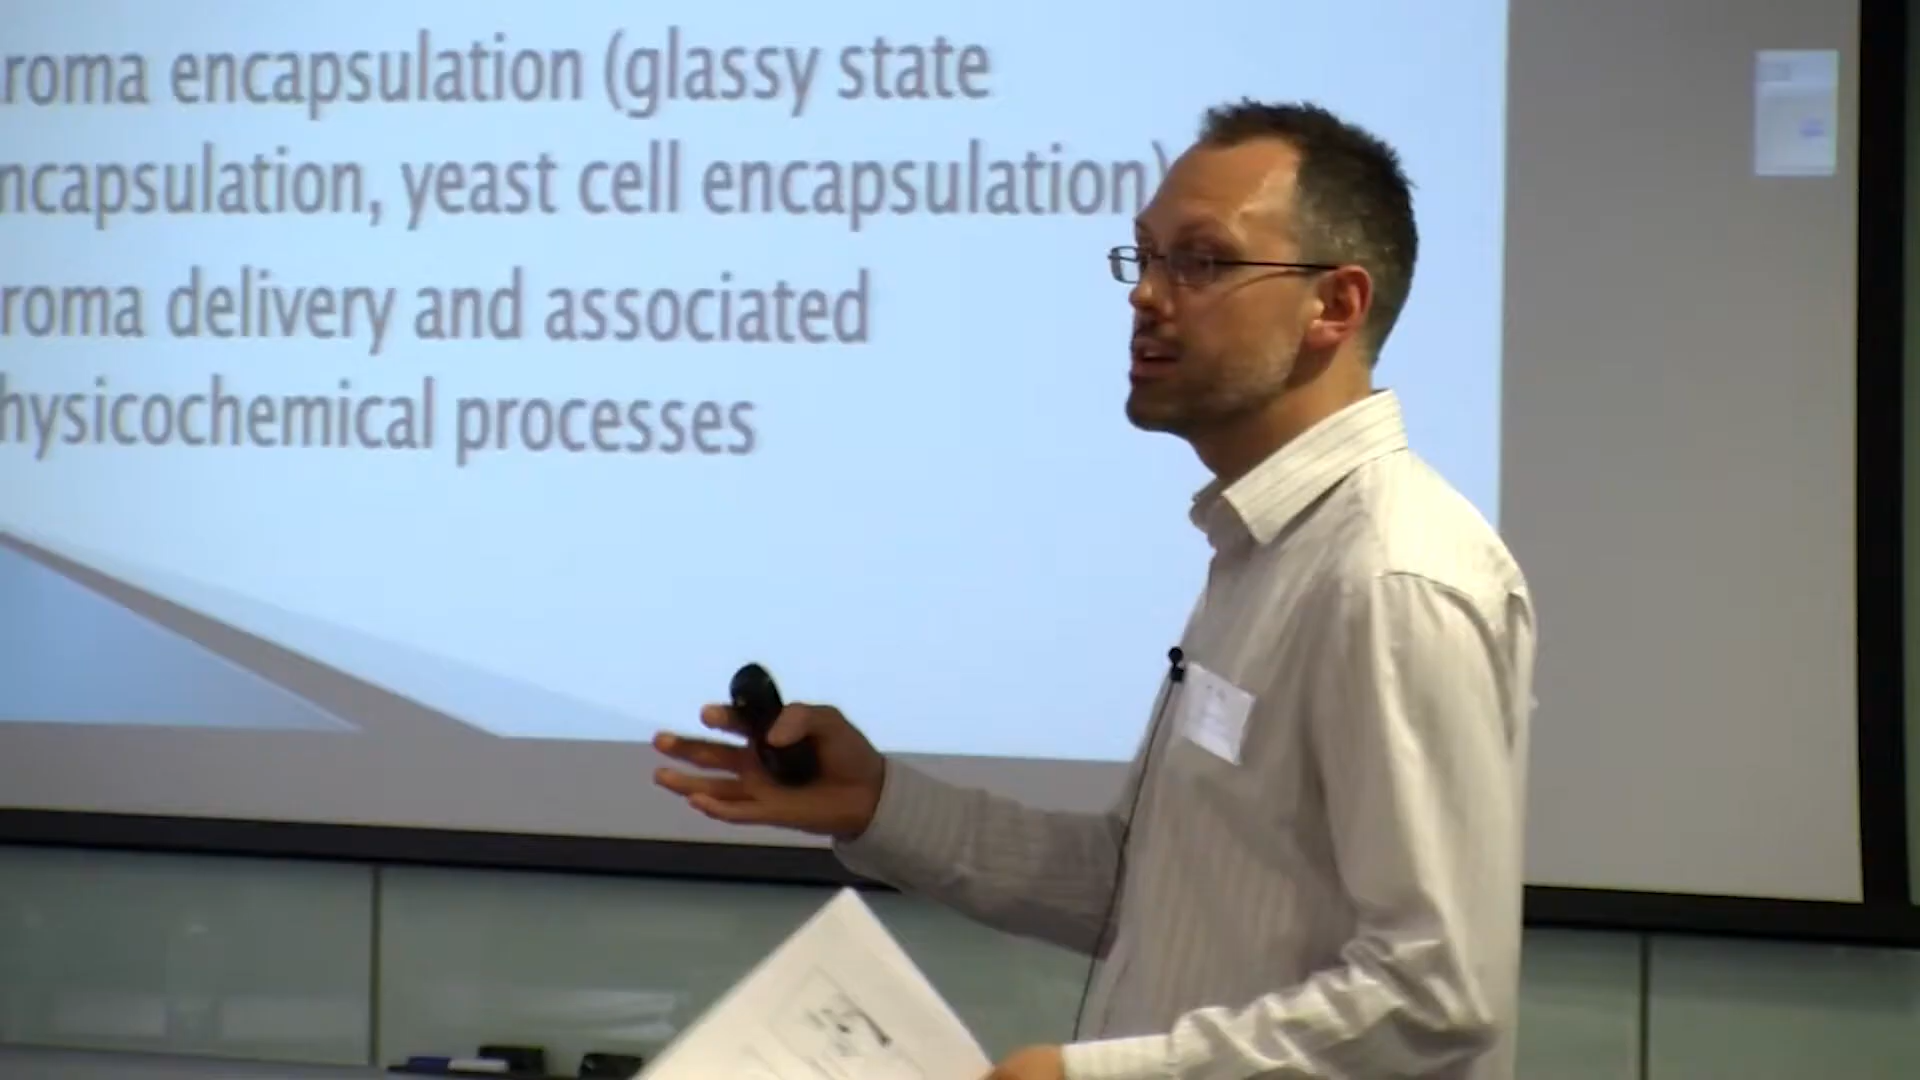 roma encapsulation (glassy state
ncapsulation, yeast cell encapsulation)
roma delivery and associated
hysicochemical processes